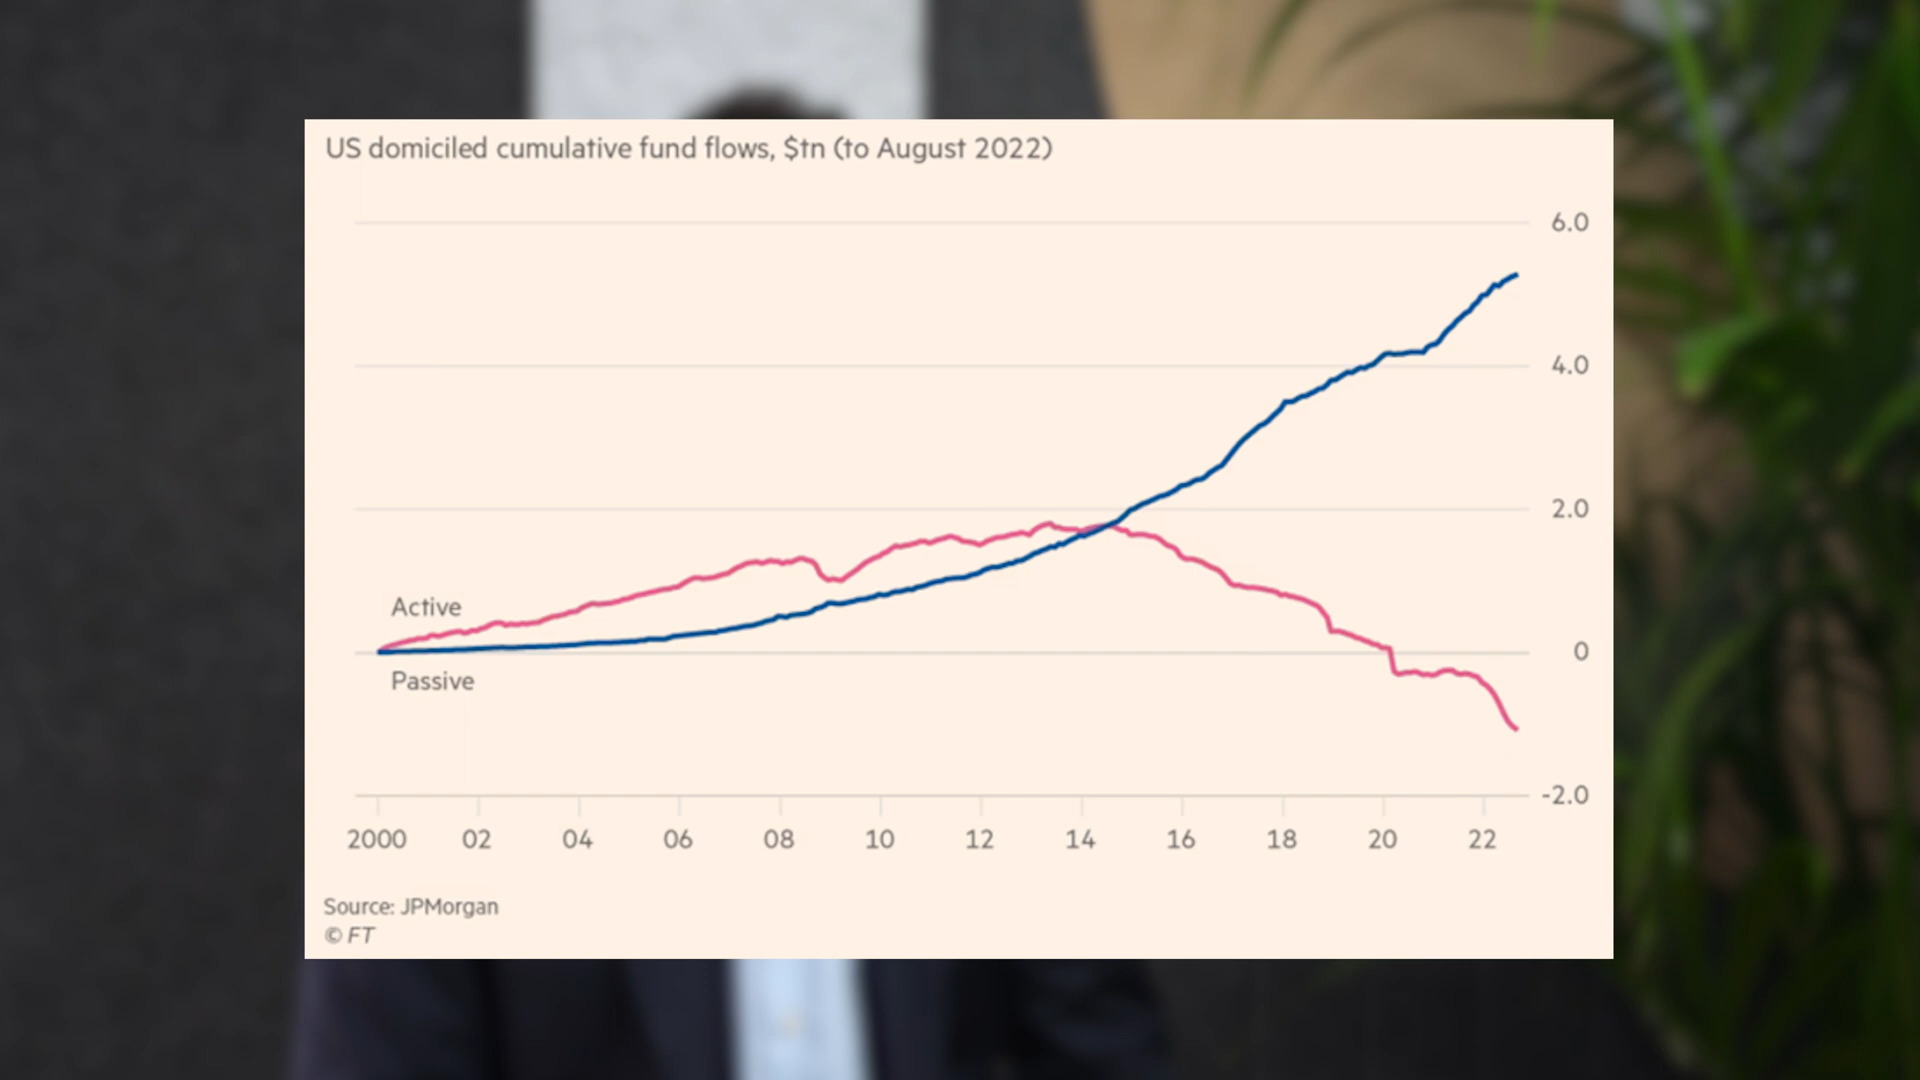 US domiciled cumulative fund flows, $tn (to August 2022)
6.0
4.0
2.0
Active
0
Passive
-2.0
2000 02 04 06 08 10 12 14 16 18 20 22
Source: JPMorgan
© FT